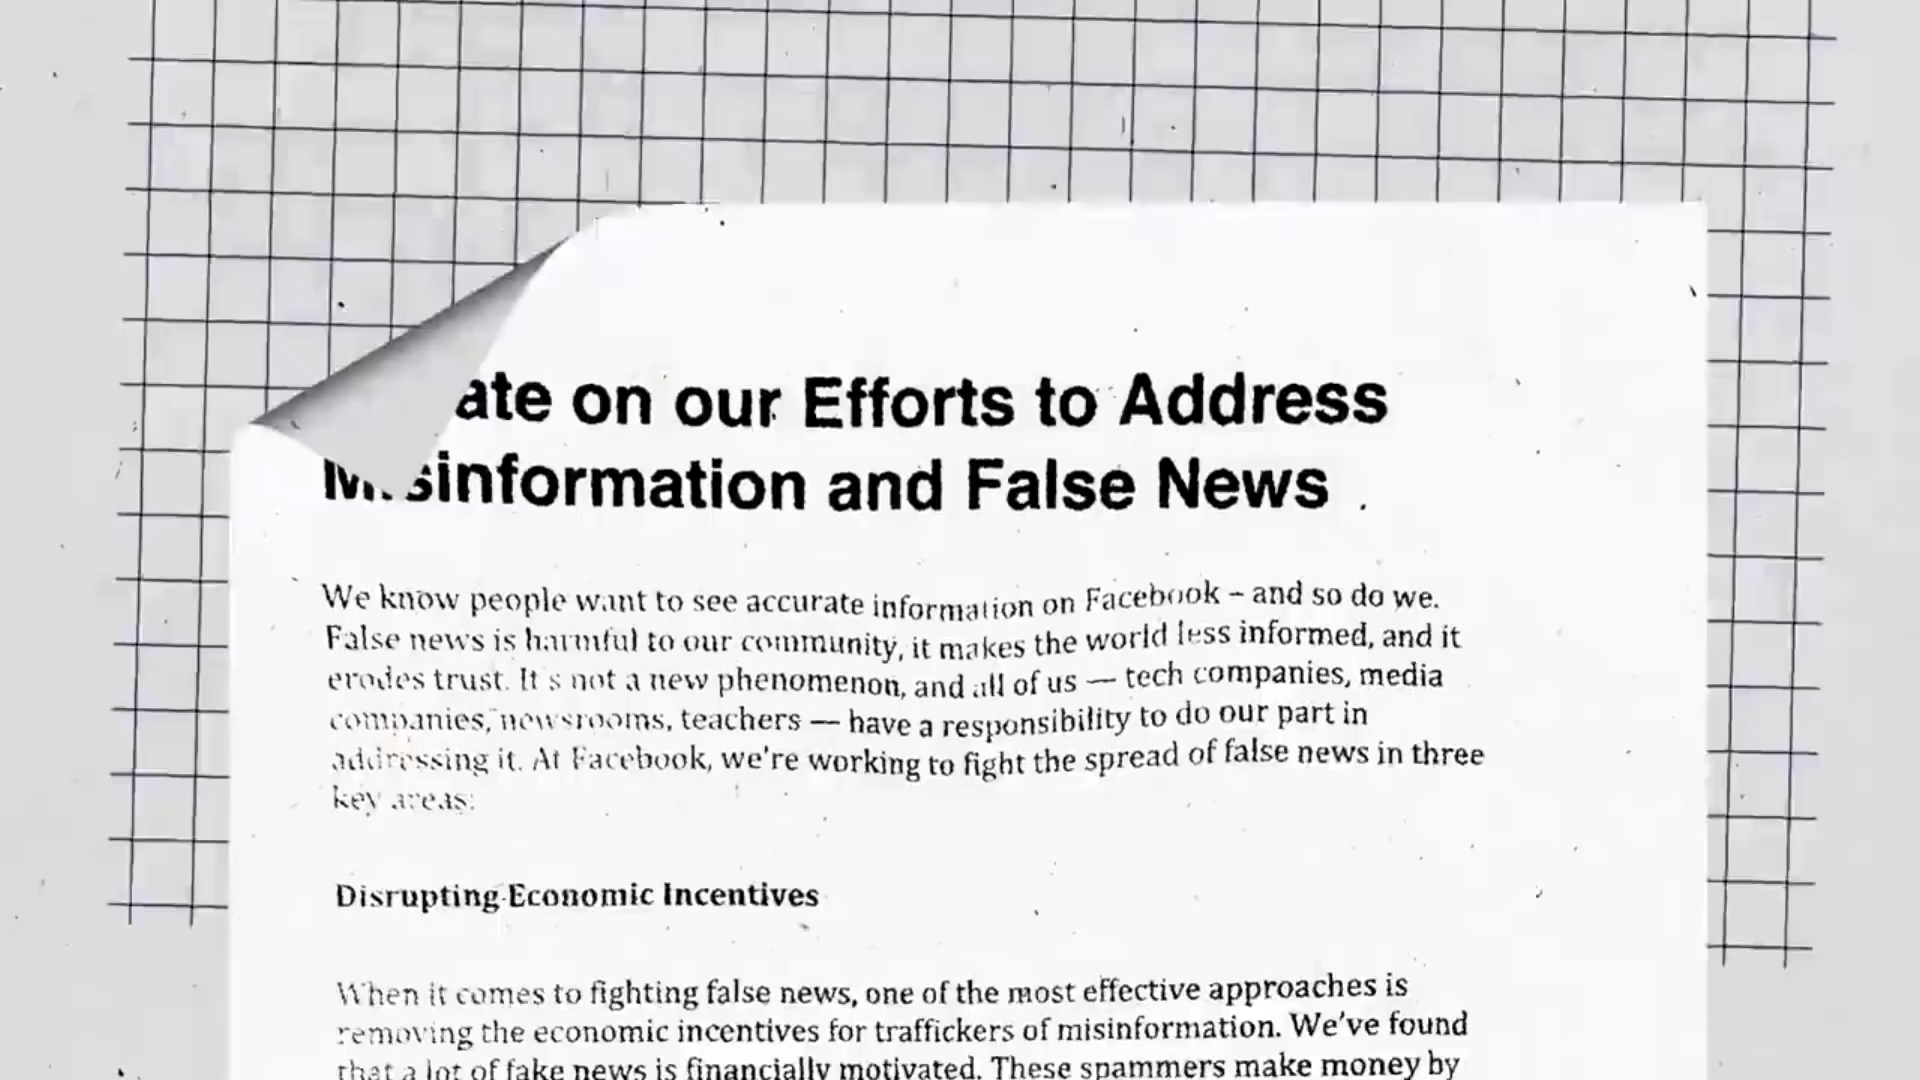 ate on our Efforts to Address
Misinformation and False News
We know people want to see accurate information on Facebook – and so do we.
False news is harmful to our community, it makes the world less informed, and it
erodes trust. It's not a new phenomenon, and all of us — tech companies, media
companies, newsrooms, teachers — have a responsibility to do our part in
addressing it. At Facebook, we're working to fight the spread of false news in three
key areas:
Disrupting Economic Incentives
When it comes to fighting false news, one of the most effective approaches is
removing the economic incentives for traffickers of misinformation. We've found
that a lot of fake news is financially motivated. These spammers make money by